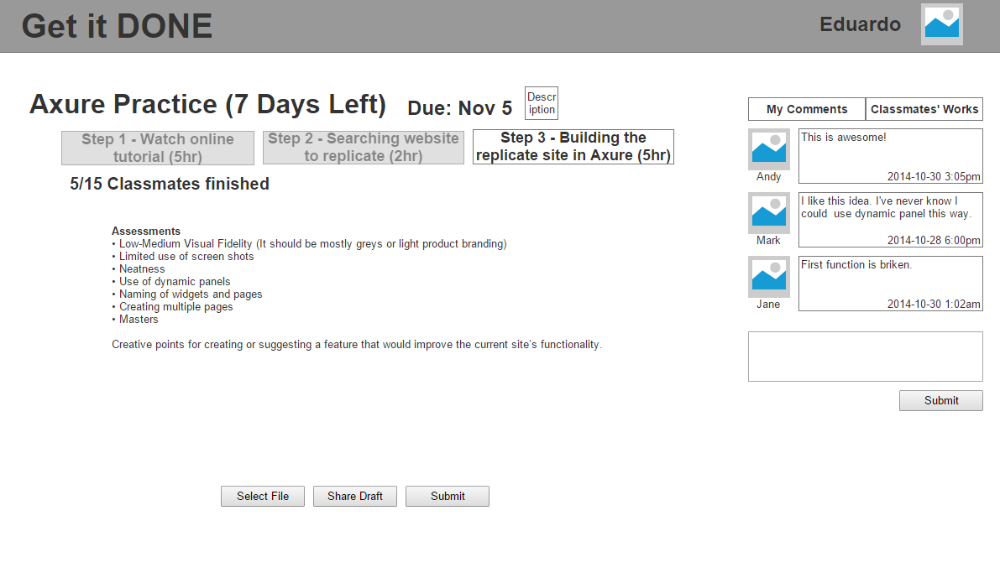 Get it DONE
Eduardo
Axure Practice (7 Days Left)
Due: Nov 5
Descr
iption
Step 1 - Watch online
tutorial (5hr)
Step 2 - Searching website
to replicate (2hr)
Step 3 - Building the
replicate site in Axure (5hr)
5/15 Classmates finished
Assessments
• Low-Medium Visual Fidelity (It should be mostly greys or light product branding)
• Limited use of screen shots
• Neatness
• Use of dynamic panels
• Naming of widgets and pages
• Creating multiple pages
• Masters
Creative points for creating or suggesting a feature that would improve the current site's functionality.
Select File
Share Draft
Submit
My Comments
Classmates' Works
This is awesome!
2014-10-30 3:05pm
Andy
I like this idea. I've never know I
could  use dynamic panel this way.
2014-10-28 6:00pm
Mark
First function is briken.
2014-10-30 1:02am
Jane
Submit